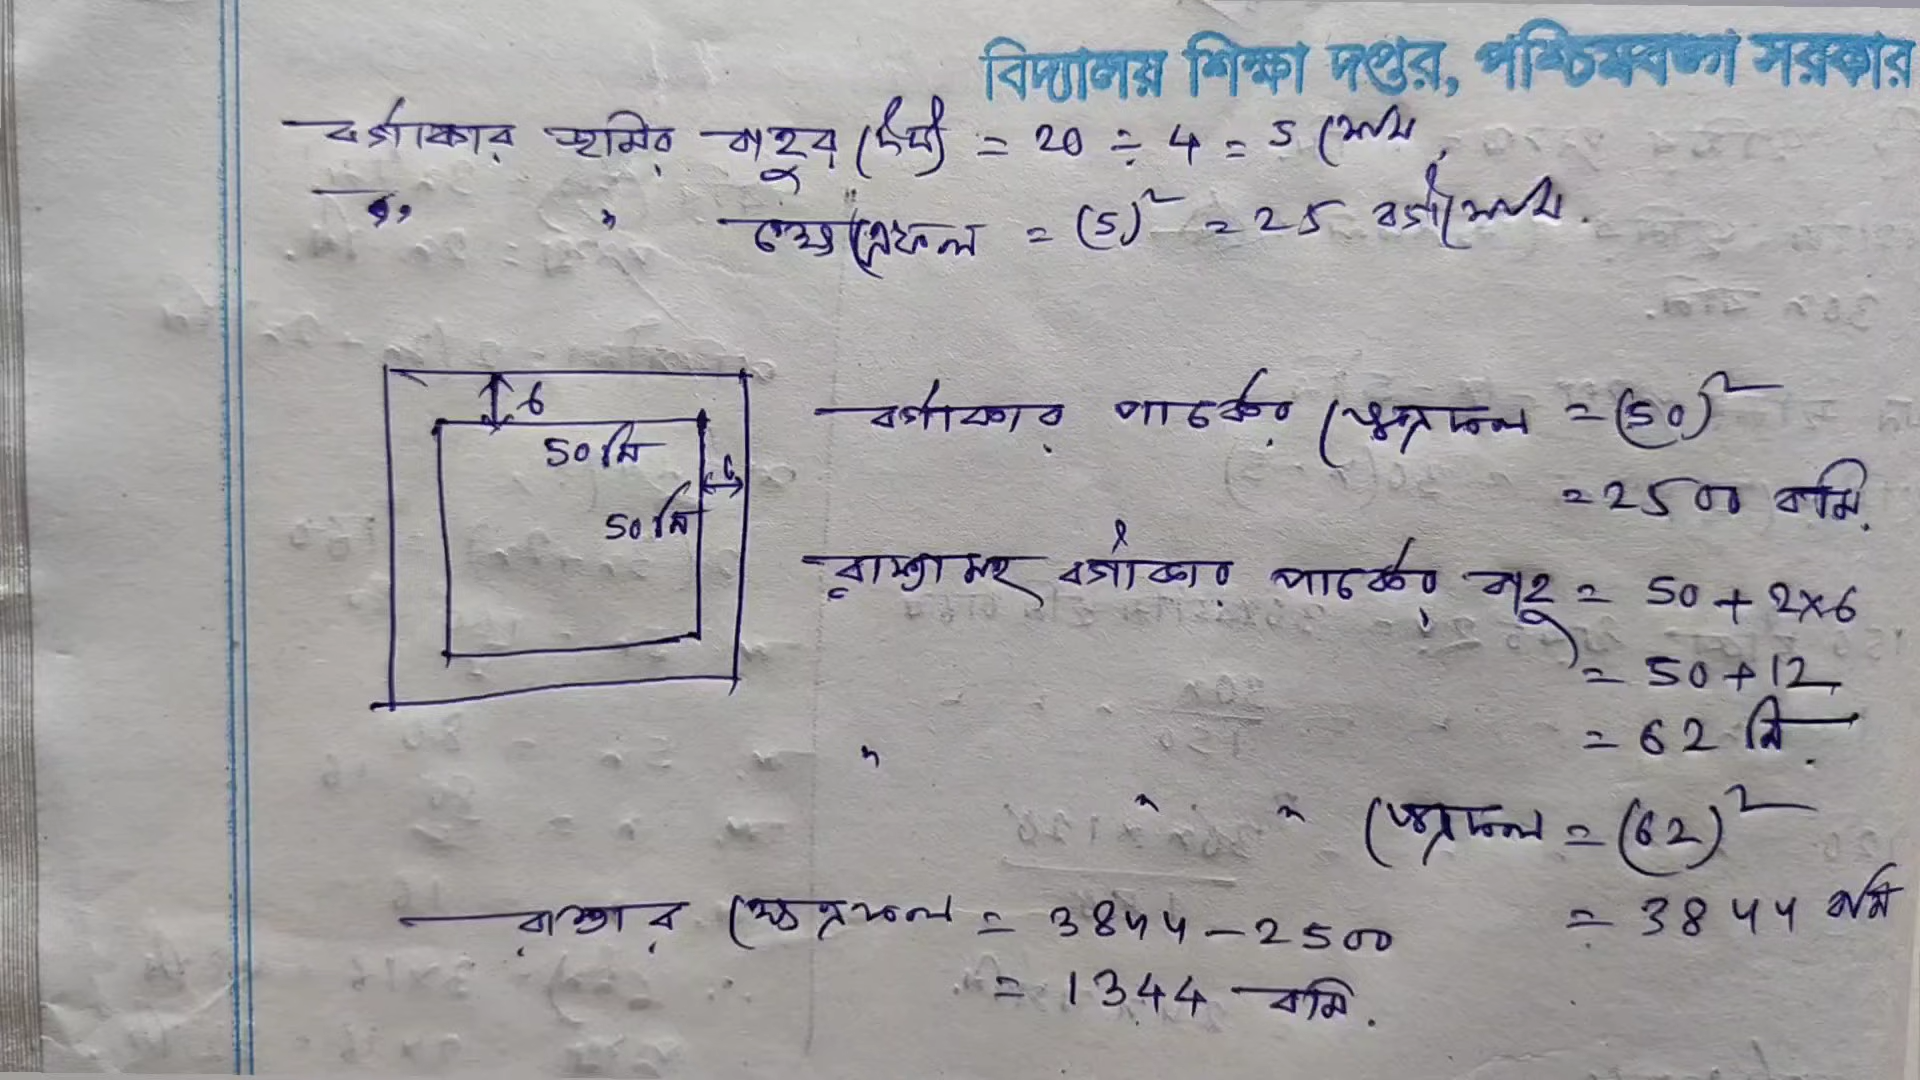 বিদ্যালয় শিক্ষা দপ্তর, পশ্চিমবঙ্গ সরকার
বর্গাকার জমির বাহুর দৈর্ঘ্য = 20 ÷ 4 = 5 সেমি.
,, " ক্ষেত্রফল = (5)² = 25 বর্গসেমি.
6
50 মি
6
50 মি
বর্গাকার পার্কের ক্ষেত্রফল = (50)²
= 2500 বমি.
রাস্তাসহ বর্গাকার পার্কের বাহু = 50 + 2×6
= 50 + 12
= 62 মি.
" " " ক্ষেত্রফল = (62)²
= 3844 বমি
রাস্তার ক্ষেত্রফল = 3844 - 2500
= 1344 বমি.